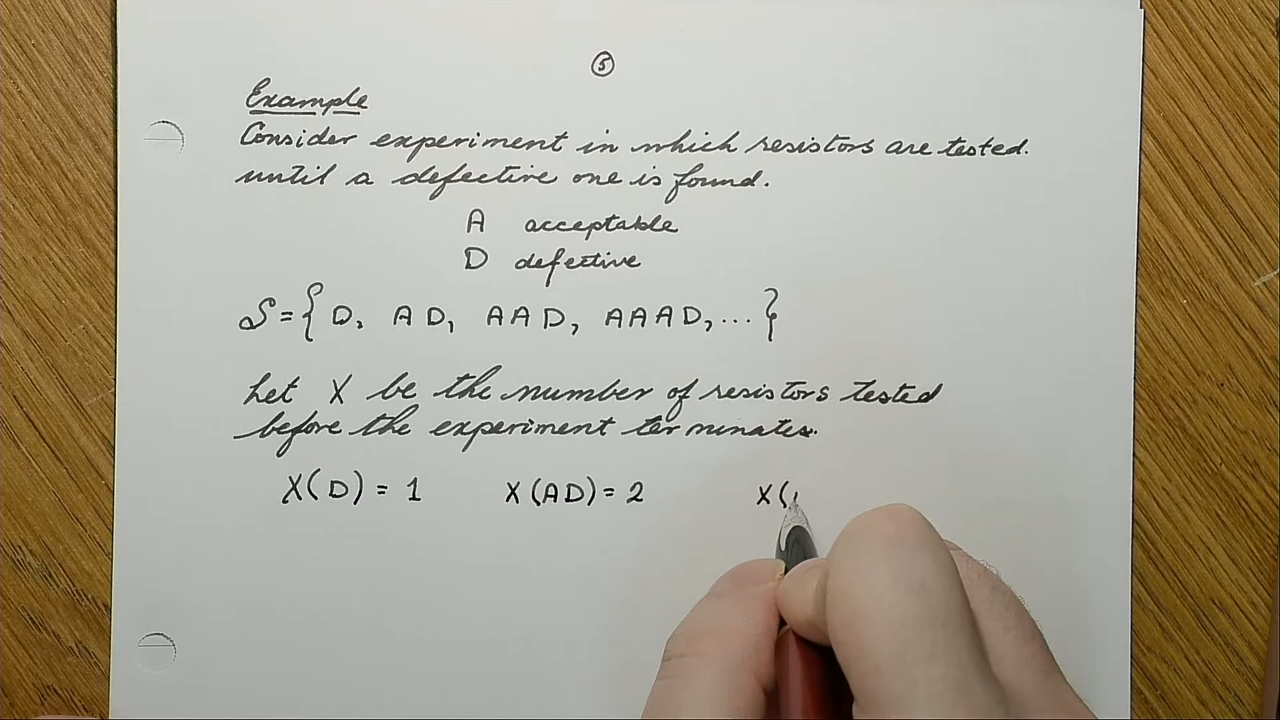 ⑤
Example
Consider experiment in which resistors are tested.
until a defective one is found.
A acceptable
D defective
S = { D, AD, AAD, AAAD, ... }
Let X be the number of resistors tested
before the experiment terminates.
X(D) = 1 X(AD) = 2 X(